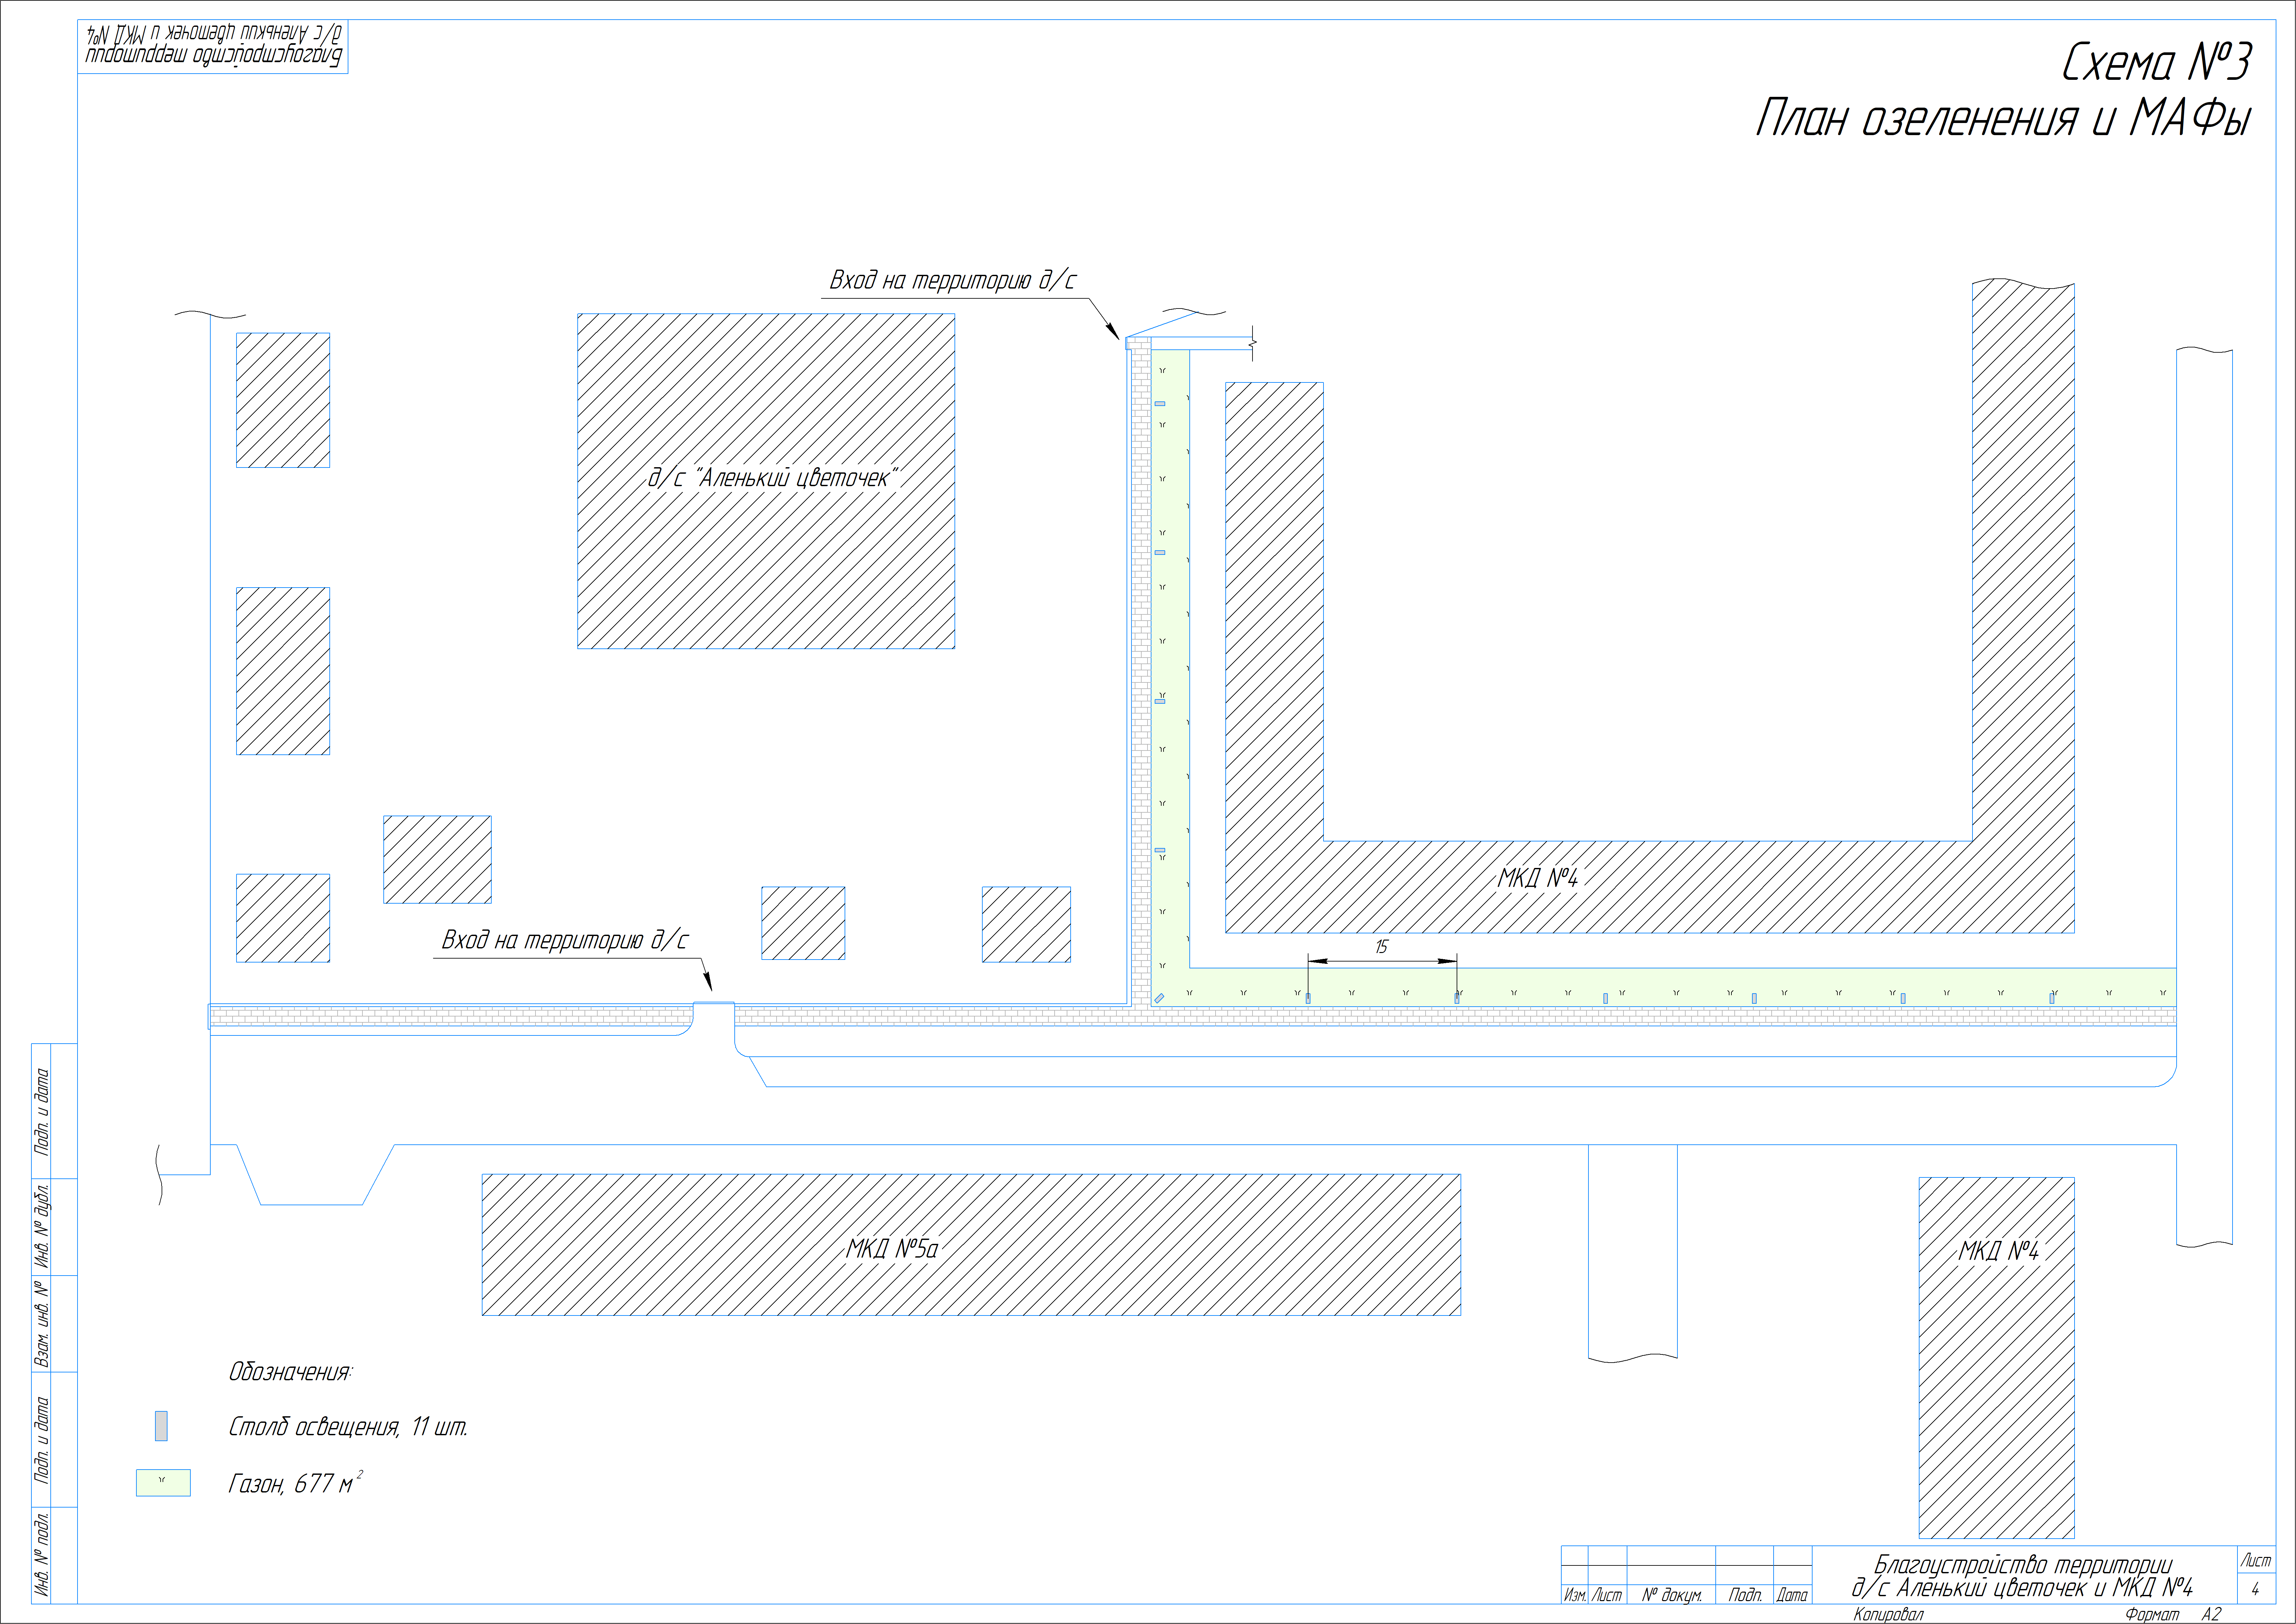 Благоустройство территории
д/с Аленький цветочек и МКД №4
Схема №3
План озеленения и МАФы
Вход на территорию д/с
д/с "Аленький цветочек"
МКД №4
Вход на территорию д/с
15
МКД №5а
МКД №4
Обозначения:
Столб освещения, 11 шт.
Газон, 677 м²
Подп. и дата
Инв. № дубл.
Взам. инв. №
Подп. и дата
Инв. № подл.
Изм. Лист № докум. Подп. Дата
Благоустройство территории
д/с Аленький цветочек и МКД №4
Лист
4
Копировал
Формат А2